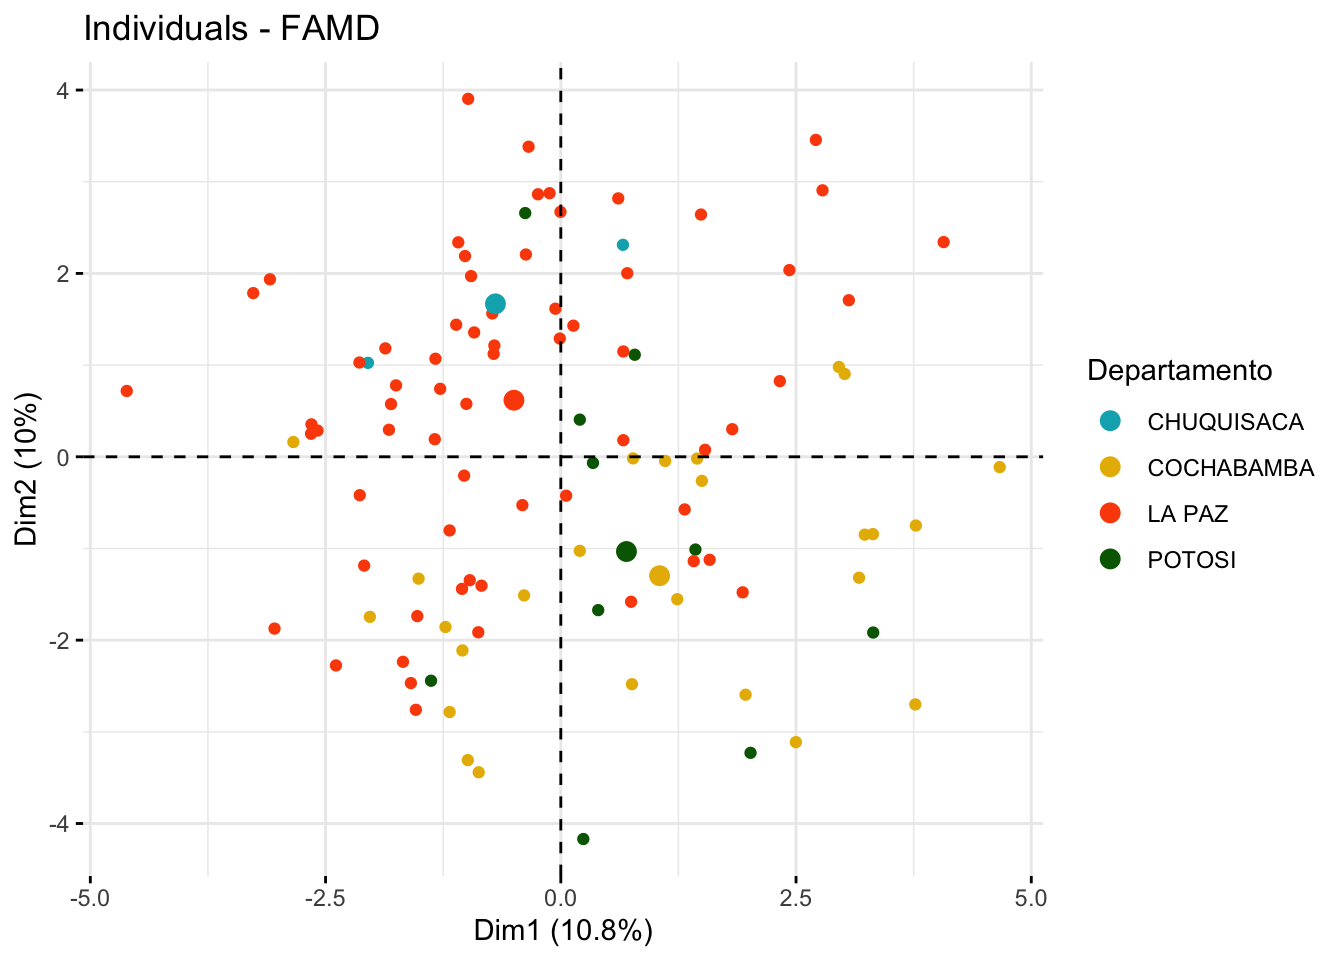 Individuals - FAMD
4
2
0
-2
-4
Dim2 (10%)
-5.0
-2.5
0.0
2.5
5.0
Dim1 (10.8%)
Departamento
CHUQUISACA
COCHABAMBA
LA PAZ
POTOSI